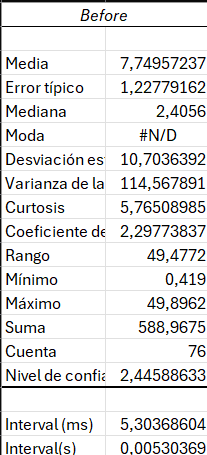 Before
Media 7,74957237
Error típico 1,22779162
Mediana 2,4056
Moda #N/D
Desviación es 10,7036392
Varianza de la 114,567891
Curtosis 5,76508985
Coeficiente de 2,29773837
Rango 49,4772
Mínimo 0,419
Máximo 49,8962
Suma 588,9675
Cuenta 76
Nivel de confia 2,44588633
Interval (ms) 5,30368604
Interval(s) 0,00530369